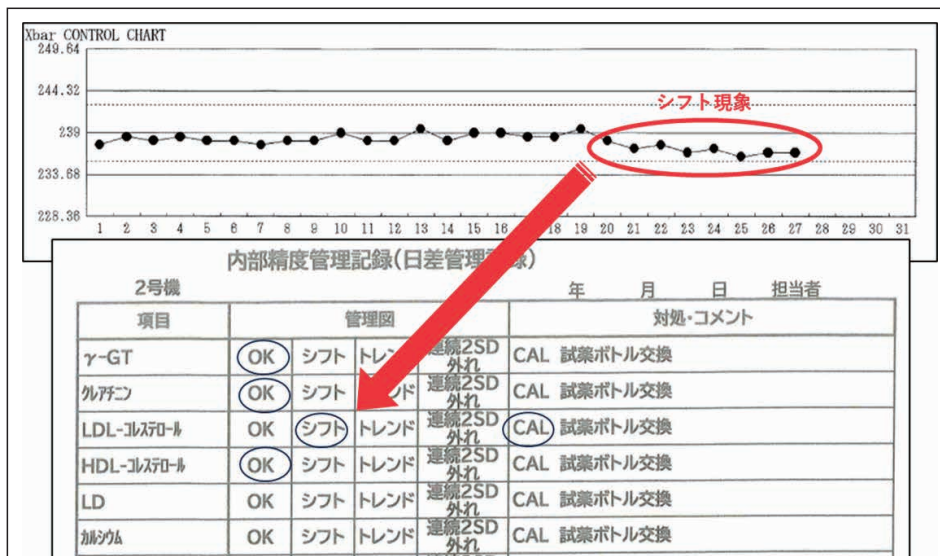 Xbar CONTROL CHART
249.64
244.32
239
233.68
228.36
シフト現象
1 2 3 4 5 6 7 8 9 10 11 12 13 14 15 16 17 18 19 20 21 22 23 24 25 26 27 28 29 30 31
内部精度管理記録(日差管理 録)
2号機 年 月 日 担当者
項目 管理図 対処・コメント
γ-GT OK シフト トレンド 連続2SD外れ CAL 試薬ボトル交換
クレアチニン OK シフト ンド 連続2SD外れ CAL 試薬ボトル交換
LDL-コレステロール OK シフト トレンド 連続2SD外れ CAL 試薬ボトル交換
HDL-コレステロール OK シフト トレンド 連続2SD外れ CAL 試薬ボトル交換
LD OK シフト トレンド 連続2SD外れ CAL 試薬ボトル交換
カルシウム OK シフト トレンド 連続2SD外れ CAL 試薬ボトル交換